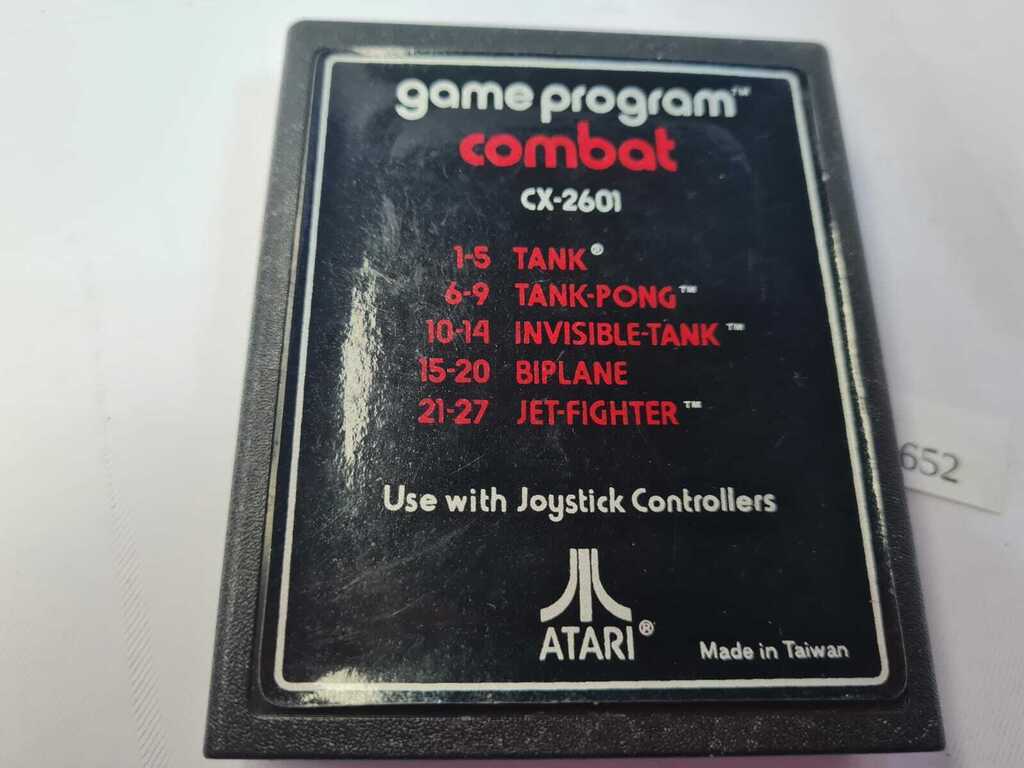 game program™
combat
CX-2601
1-5 TANK®
6-9 TANK-PONG™
10-14 INVISIBLE-TANK™
15-20 BIPLANE
21-27 JET-FIGHTER™
Use with Joystick Controllers
ATARI®
Made in Taiwan
652